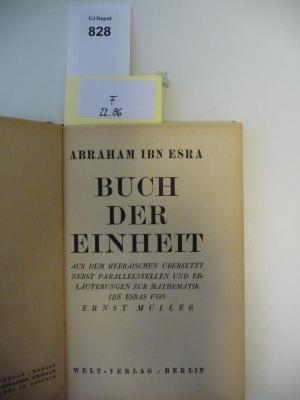 CJ Depot
828
F
22.86
ABRAHAM IBN ESRA
BUCH
DER
EINHEIT
AUS DEM HEBRÄISCHEN ÜBERSETZT
NEBST PARALLELSTELLEN UND ER-
LÄUTERUNGEN ZUR MATHEMATIK
IBN ESRAS VON
ERNST MÜLLER
WELT-VERLAG / BERLIN